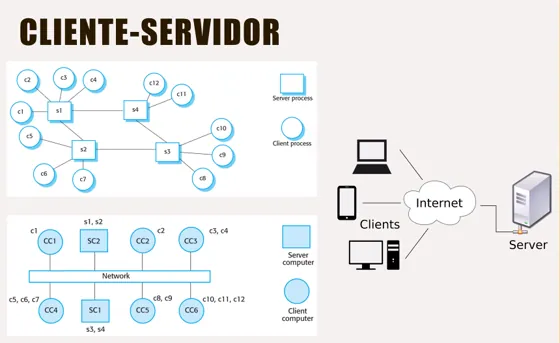 CLIENTE-SERVIDOR
c2
c3
c4
c12
c11
Server process
c1
s1
s4
c5
c10
Client process
s2
s3
c9
c6
c7
c8
Internet
Clients
Server
s1, s2
c1
c2
c3, c4
CC1
SC2
CC2
CC3
Server
computer
Network
c5, c6, c7
c8, c9
c10, c11, c12
CC4
SC1
CC5
CC6
s3, s4
Client
computer